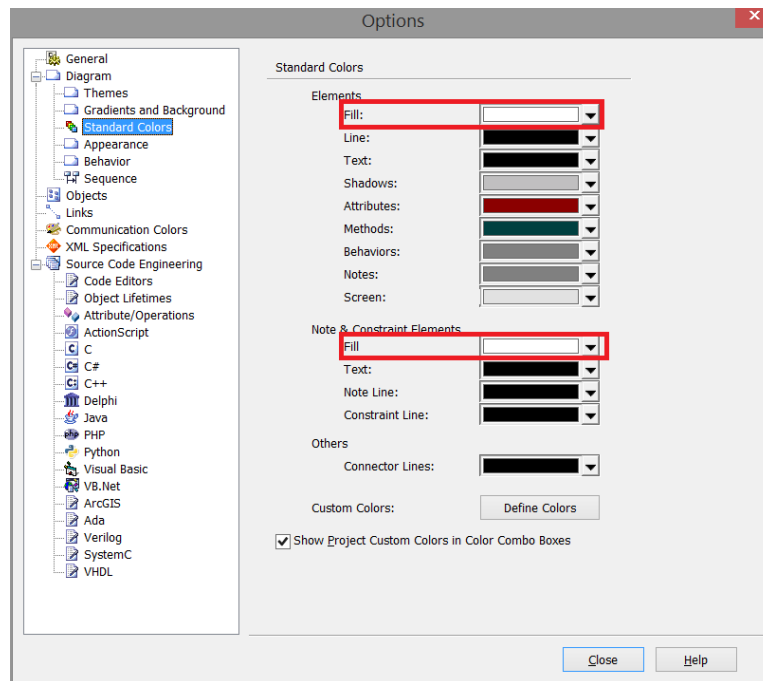 Options
General
Diagram
Themes
Gradients and Background
Standard Colors
Appearance
Behavior
Sequence
Objects
Links
Communication Colors
XML Specifications
Source Code Engineering
Code Editors
Object Lifetimes
Attribute/Operations
ActionScript
C
C#
C++
Delphi
Java
PHP
Python
Visual Basic
VB.Net
ArcGIS
Ada
Verilog
SystemC
VHDL
Standard Colors
Elements
Fill:
Line:
Text:
Shadows:
Attributes:
Methods:
Behaviors:
Notes:
Screen:
Note & Constraint Elements
Fill
Text:
Note Line:
Constraint Line:
Others
Connector Lines:
Custom Colors: Define Colors
Show Project Custom Colors in Color Combo Boxes
Close Help